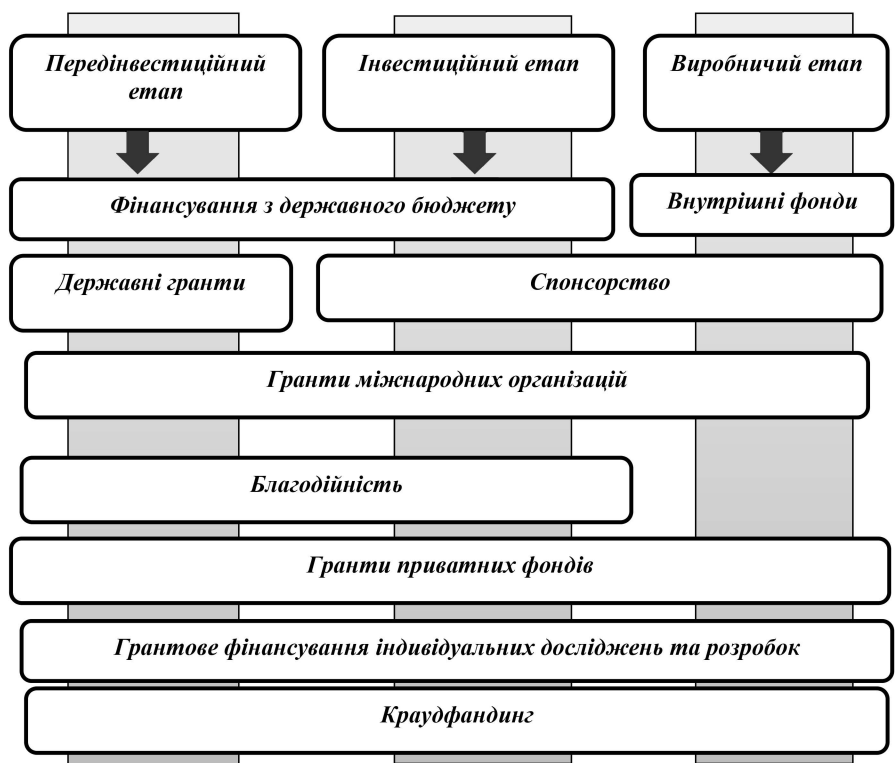 Передінвестиційний
етап
Інвестиційний етап
Виробничий етап
Фінансування з державного бюджету
Внутрішні фонди
Державні гранти
Спонсорство
Гранти міжнародних організацій
Благодійність
Гранти приватних фондів
Грантове фінансування індивідуальних досліджень та розробок
Краудфандинг